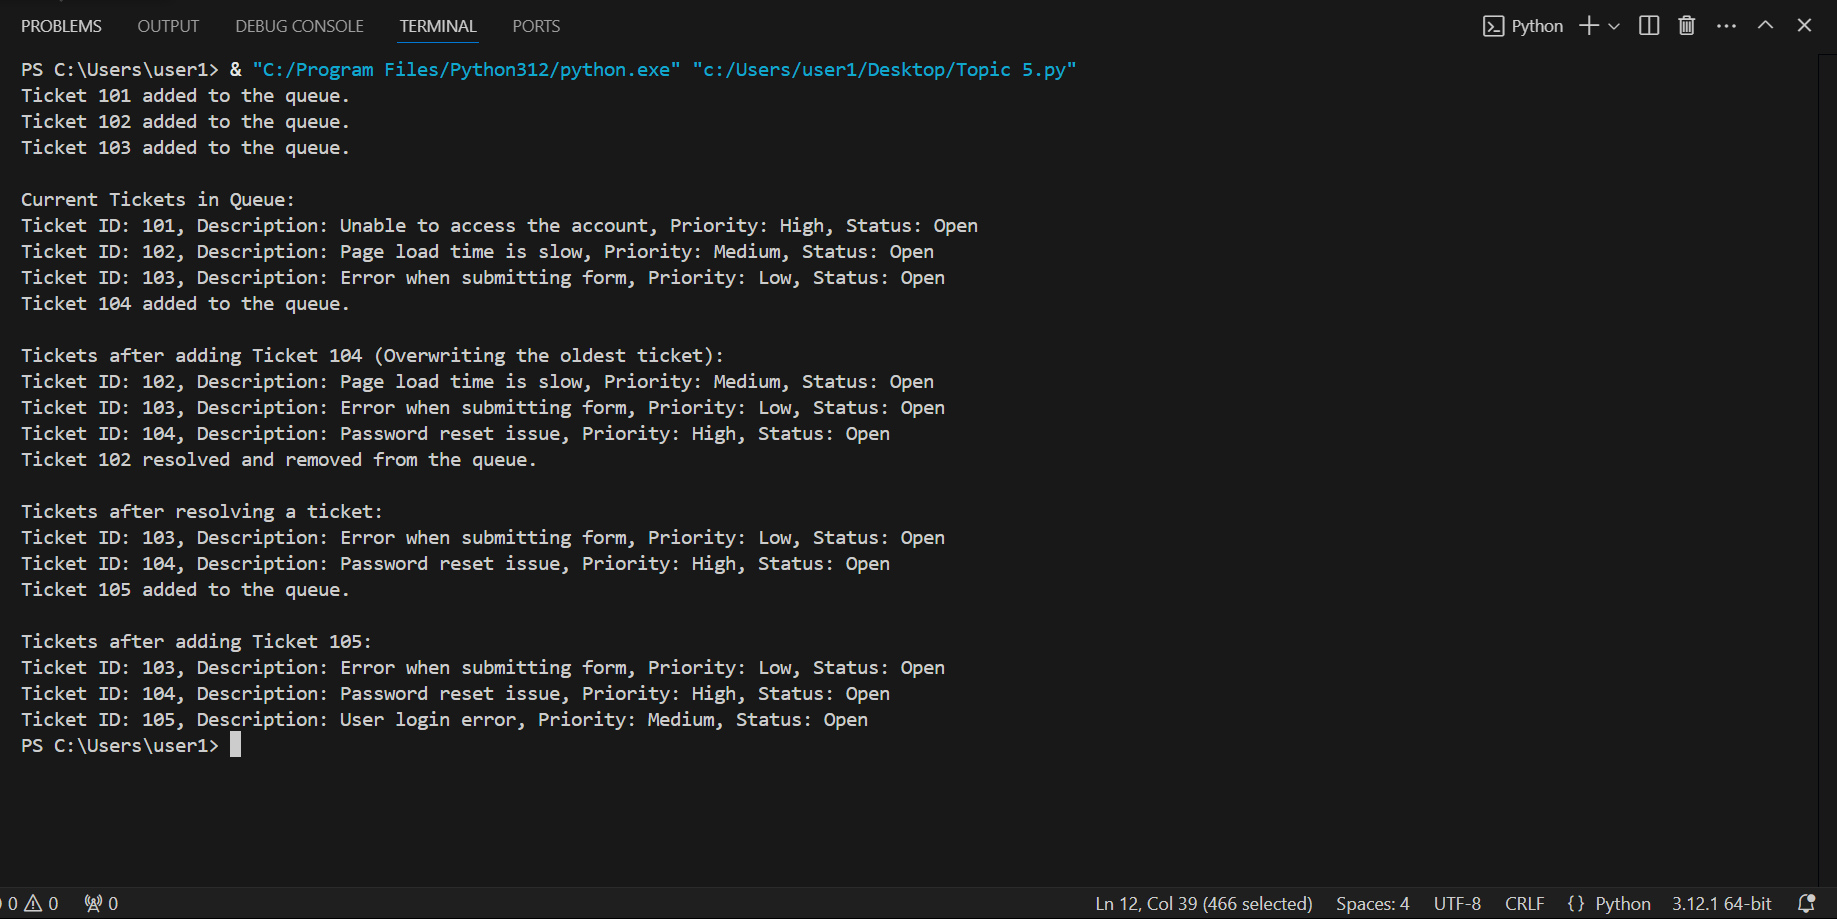 PROBLEMS OUTPUT DEBUG CONSOLE TERMINAL PORTS Python
PS C:\Users\user1> & "C:/Program Files/Python312/python.exe" "c:/Users/user1/Desktop/Topic 5.py"
Ticket 101 added to the queue.
Ticket 102 added to the queue.
Ticket 103 added to the queue.
Current Tickets in Queue:
Ticket ID: 101, Description: Unable to access the account, Priority: High, Status: Open
Ticket ID: 102, Description: Page load time is slow, Priority: Medium, Status: Open
Ticket ID: 103, Description: Error when submitting form, Priority: Low, Status: Open
Ticket 104 added to the queue.
Tickets after adding Ticket 104 (Overwriting the oldest ticket):
Ticket ID: 102, Description: Page load time is slow, Priority: Medium, Status: Open
Ticket ID: 103, Description: Error when submitting form, Priority: Low, Status: Open
Ticket ID: 104, Description: Password reset issue, Priority: High, Status: Open
Ticket 102 resolved and removed from the queue.
Tickets after resolving a ticket:
Ticket ID: 103, Description: Error when submitting form, Priority: Low, Status: Open
Ticket ID: 104, Description: Password reset issue, Priority: High, Status: Open
Ticket 105 added to the queue.
Tickets after adding Ticket 105:
Ticket ID: 103, Description: Error when submitting form, Priority: Low, Status: Open
Ticket ID: 104, Description: Password reset issue, Priority: High, Status: Open
Ticket ID: 105, Description: User login error, Priority: Medium, Status: Open
PS C:\Users\user1>
0 0 0 Ln 12, Col 39 (466 selected) Spaces: 4 UTF-8 CRLF {} Python 3.12.1 64-bit